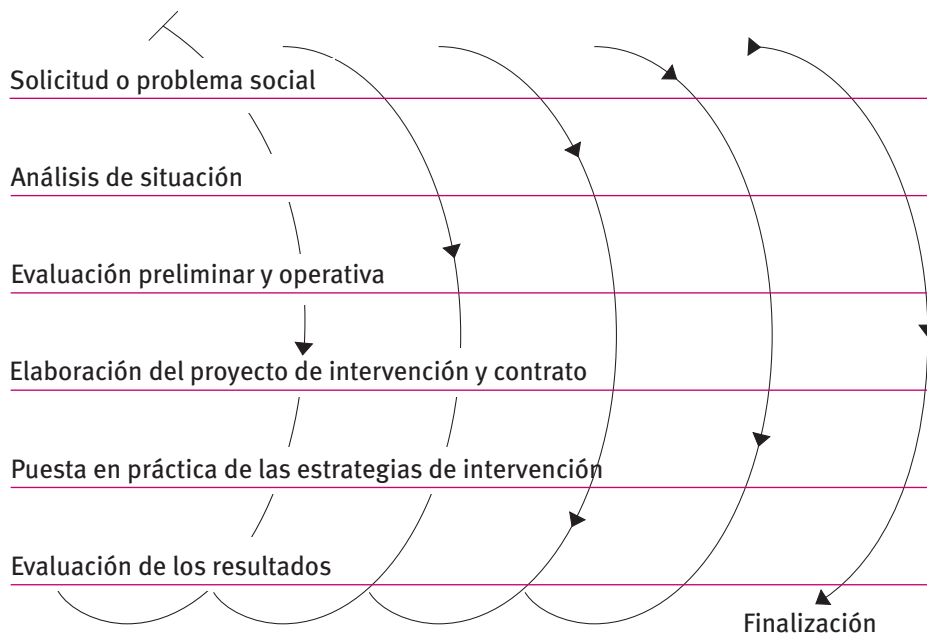 Solicitud o problema social
Análisis de situación
Evaluación preliminar y operativa
Elaboración del proyecto de intervención y contrato
Puesta en práctica de las estrategias de intervención
Evaluación de los resultados
Finalización